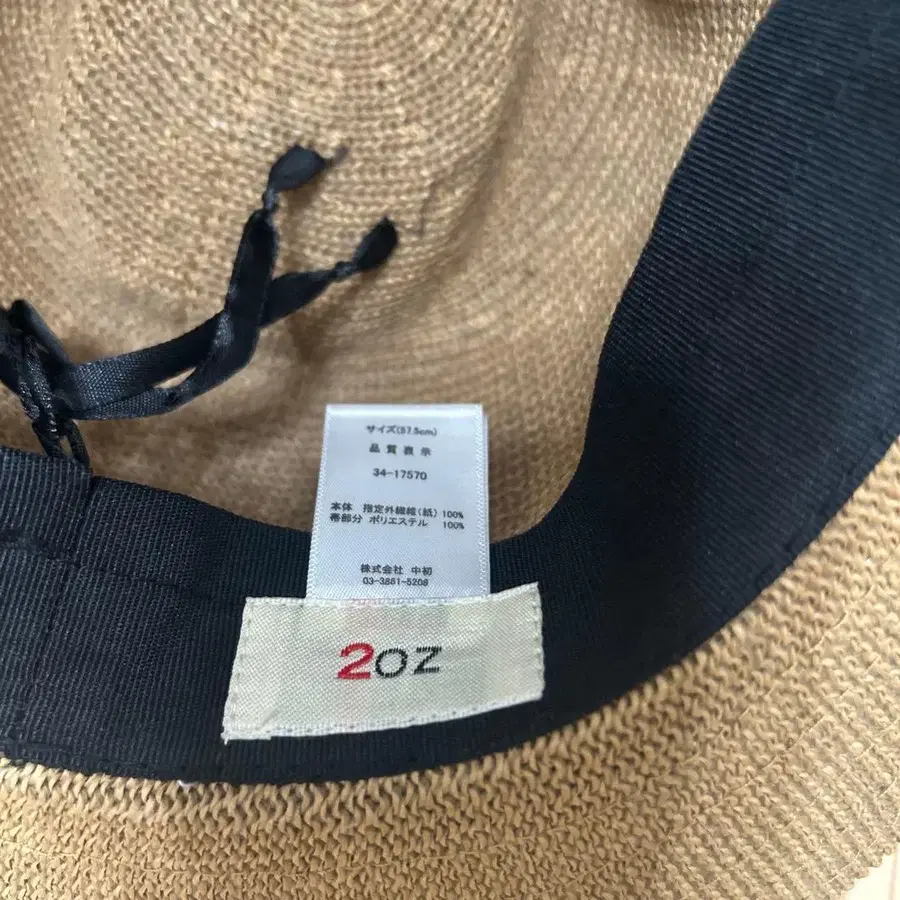 サイズ(57.5cm)
品質表示
34-17570
本体 指定外繊維(紙) 100%
帯部分 ポリエステル 100%
株式会社 中初
03-3881-5208
2oz